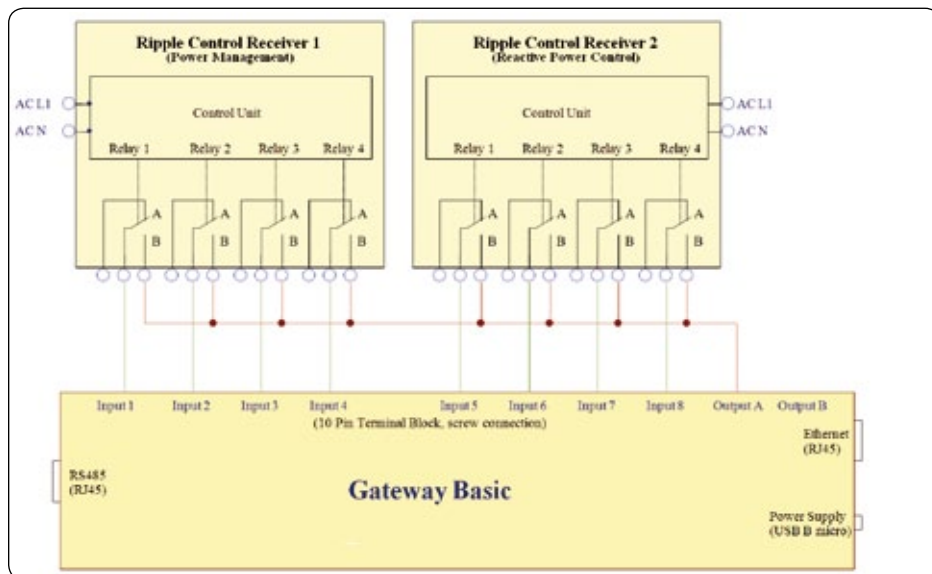 Ripple Control Receiver 1
(Power Management)
AC L1
AC N
Control Unit
Relay 1 Relay 2 Relay 3 Relay 4
A A A A
B B B B
Ripple Control Receiver 2
(Reactive Power Control)
AC L1
AC N
Control Unit
Relay 1 Relay 2 Relay 3 Relay 4
A A A A
B B B B
Input 1 Input 2 Input 3 Input 4 Input 5 Input 6 Input 7 Input 8 Output A Output B
(10 Pin Terminal Block, screw connection)
Ethernet
(RJ45)
RS485
(RJ45)
Gateway Basic
Power Supply
(USB B micro)